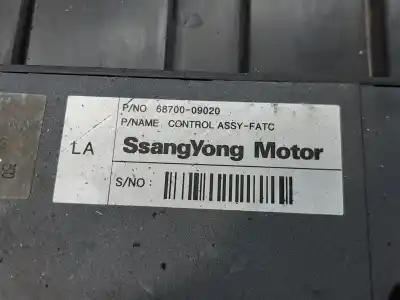 P/NO 68700-09020
P/NAME CONTROL ASSY-FATC
LA
SsangYong Motor
S/NO :